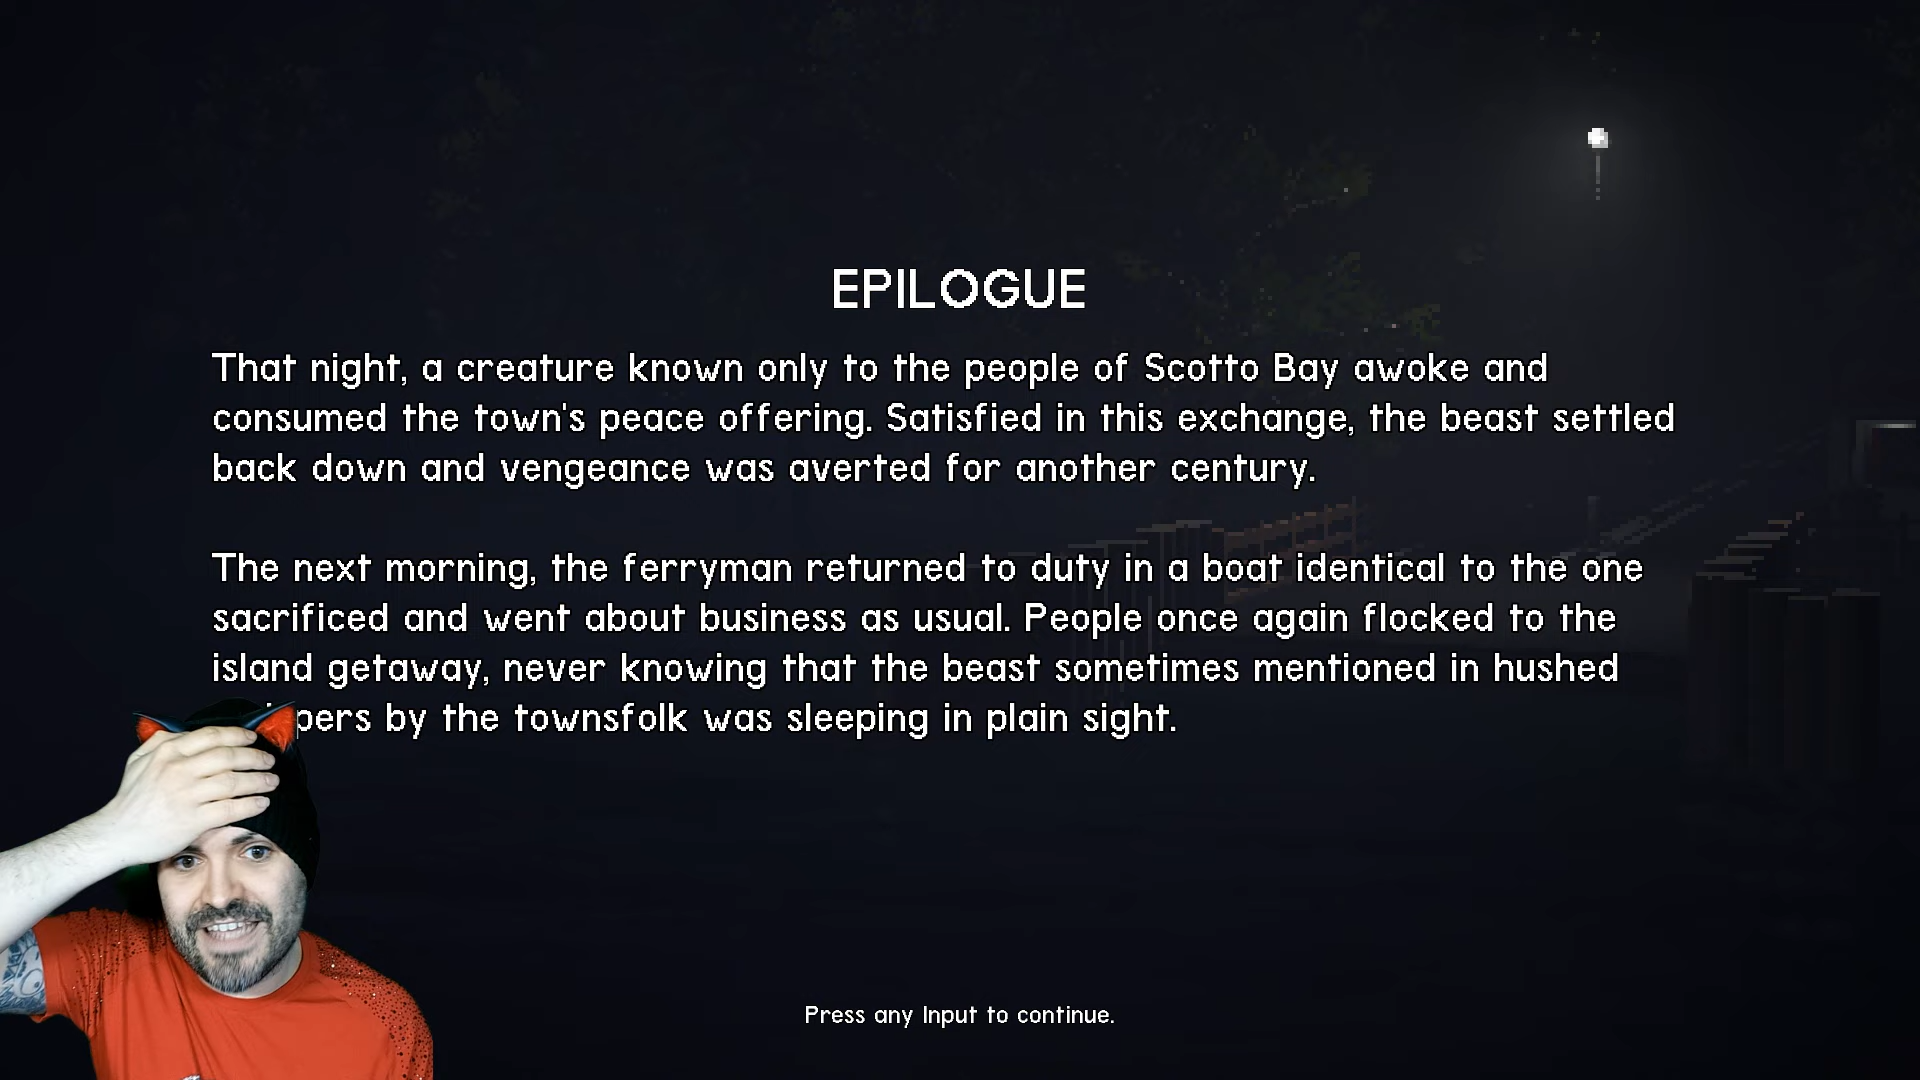 EPILOGUE
That night, a creature known only to the people of Scotto Bay awoke and
consumed the town's peace offering. Satisfied in this exchange, the beast settled
back down and vengeance was averted for another century.
The next morning, the ferryman returned to duty in a boat identical to the one
sacrificed and went about business as usual. People once again flocked to the
island getaway, never knowing that the beast sometimes mentioned in hushed
by the townsfolk was sleeping in plain sight.
Press any Input to continue.